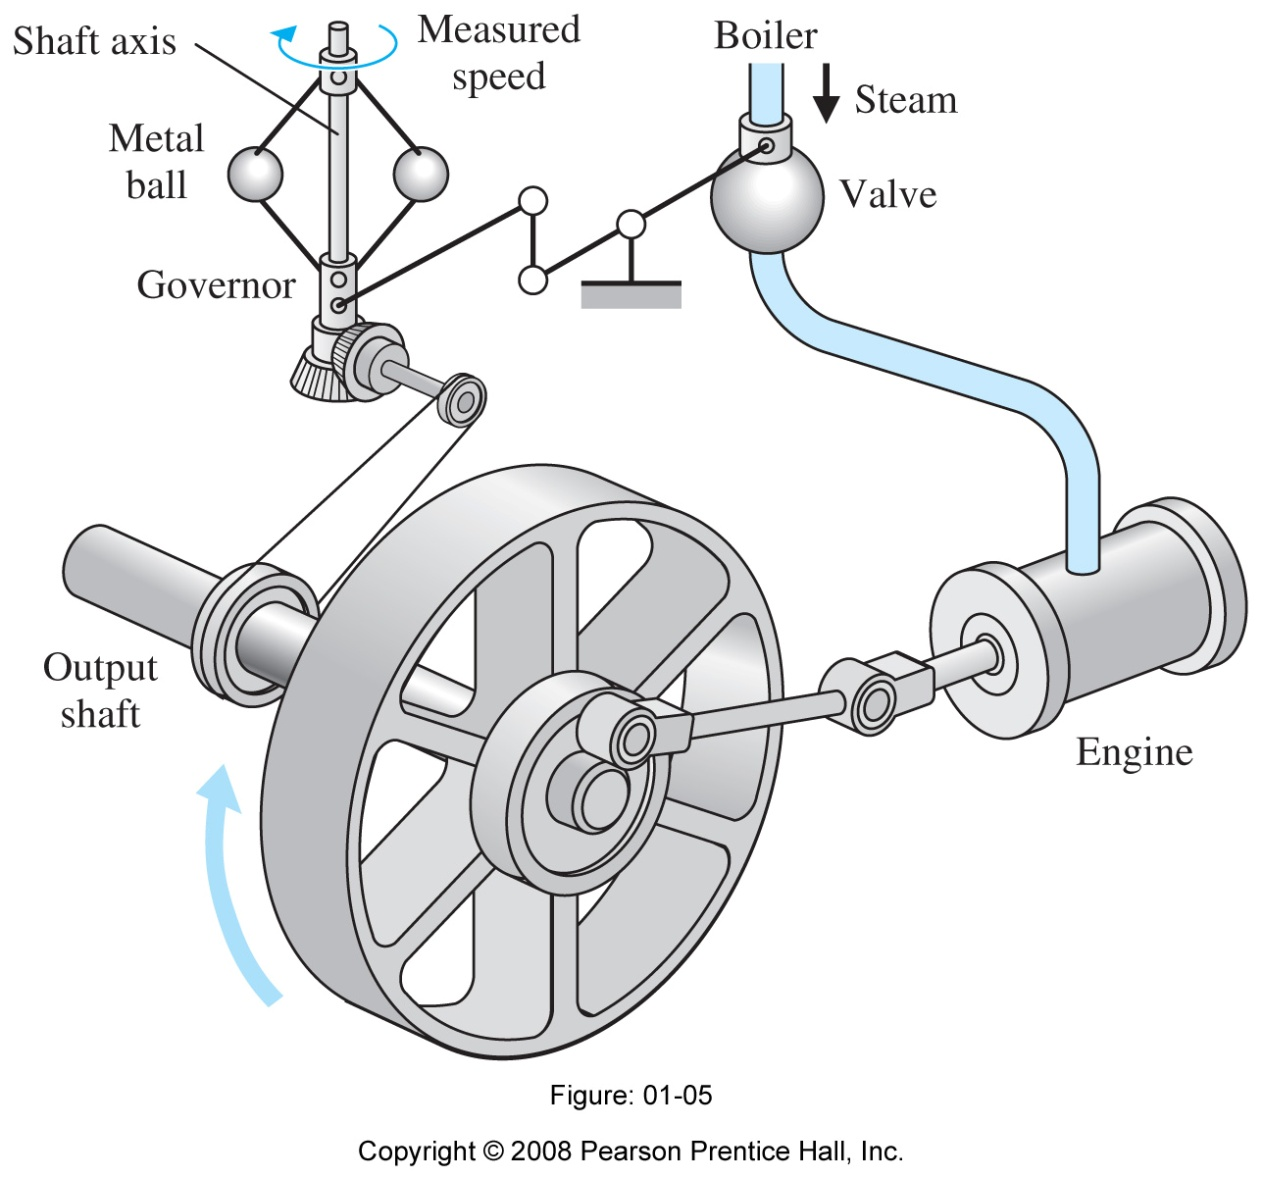 Shaft axis
Measured
speed
Boiler
Steam
Metal
ball
Valve
Governor
Output
shaft
Engine
Figure: 01-05
Copyright © 2008 Pearson Prentice Hall, Inc.